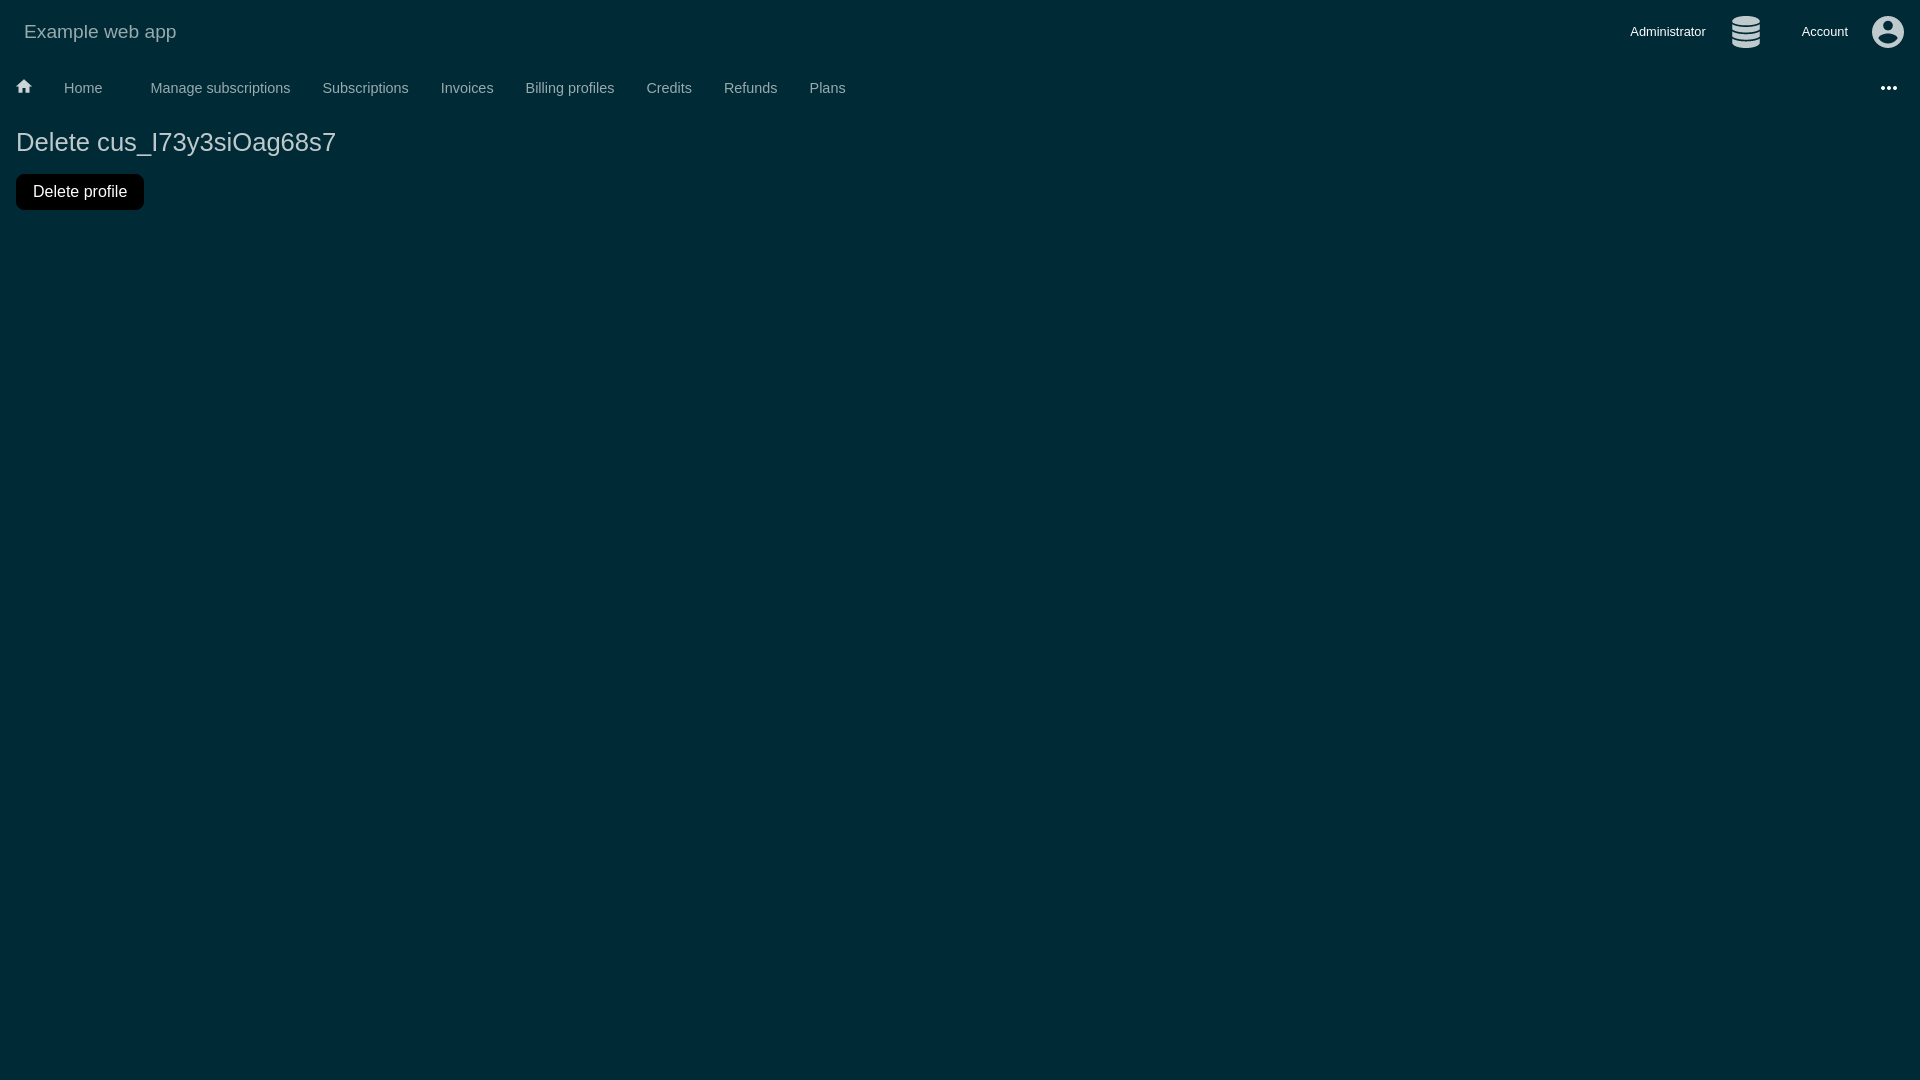 Example web app
Administrator
Account
Home
Manage subscriptions
Subscriptions
Invoices
Billing profiles
Credits
Refunds
Plans
Delete cus_I73y3siOag68s7
Delete profile